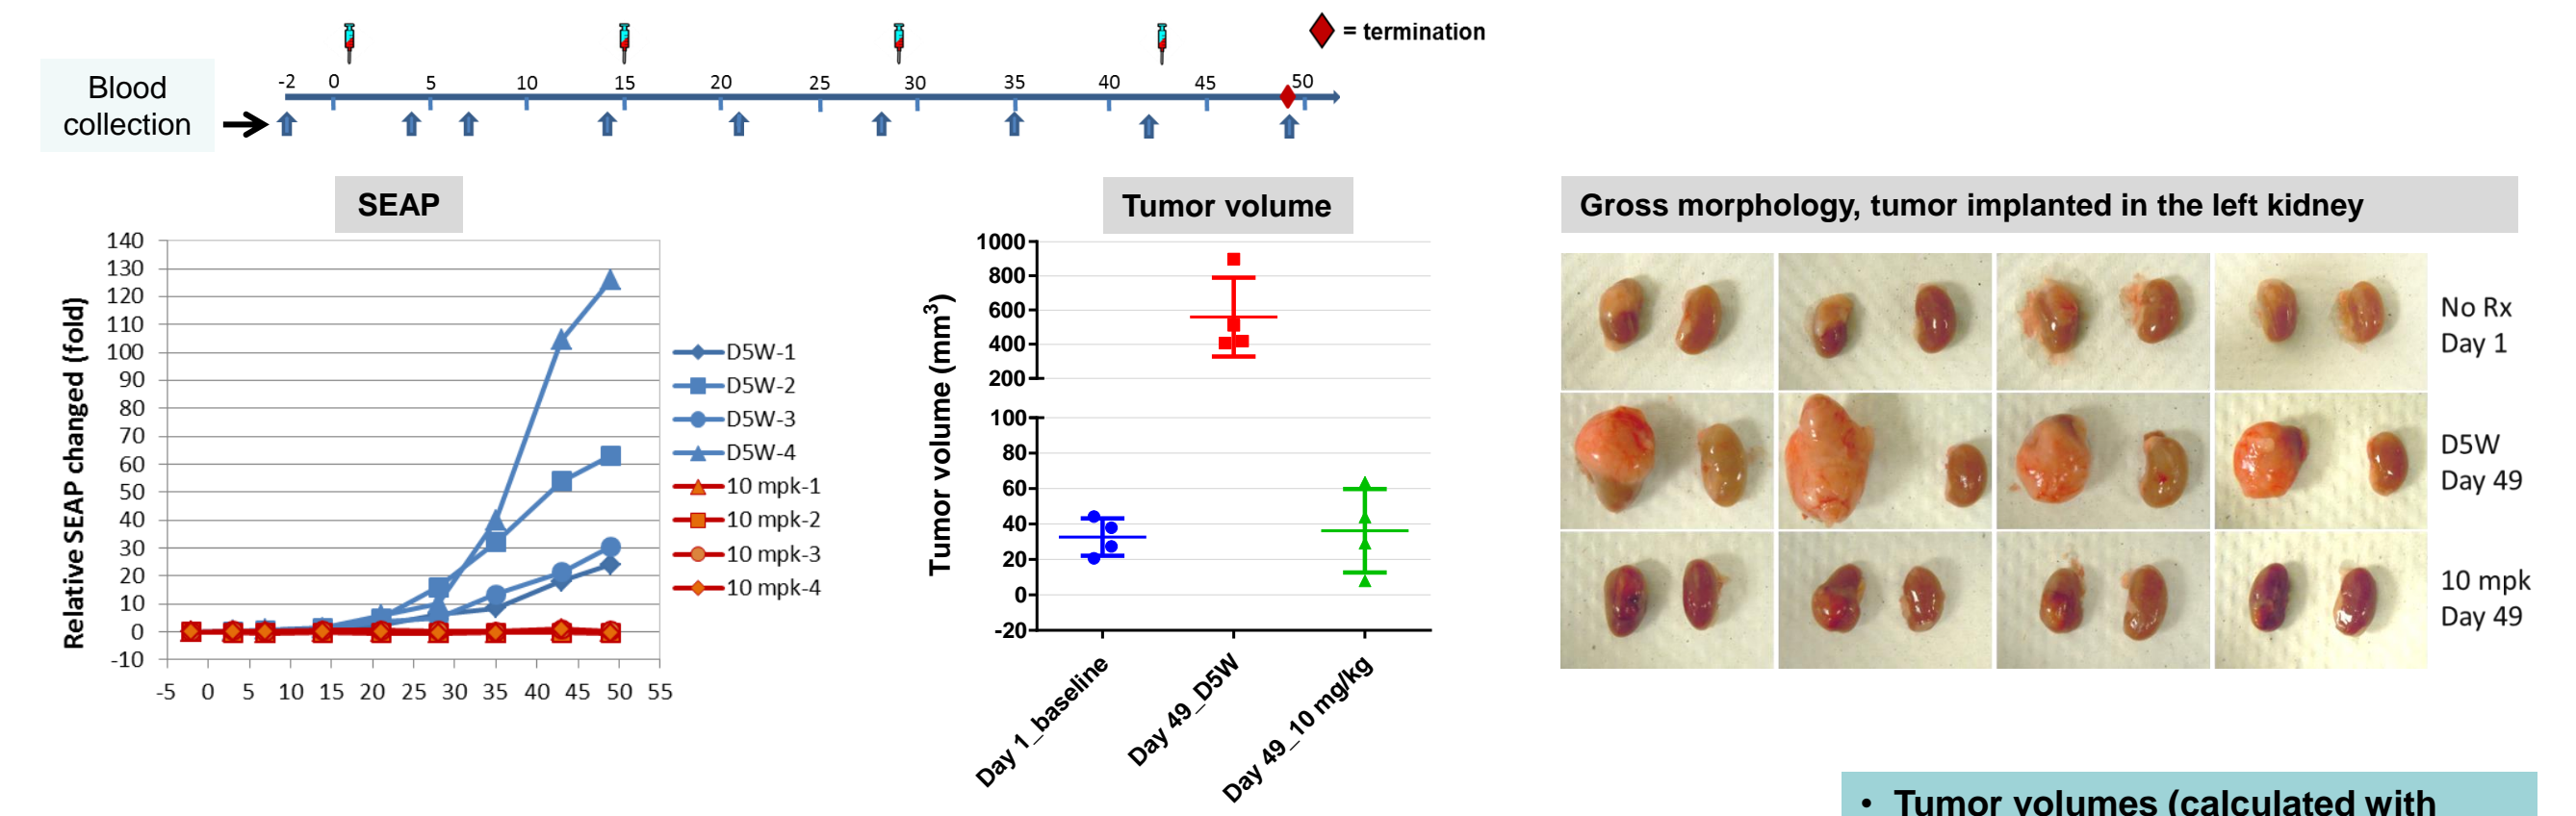 = termination
-2 0 5 10 15 20 25 30 35 40 45 50
Blood
collection
SEAP
Relative SEAP changed (fold)
140
130
120
110
100
90
80
70
60
50
40
30
20
10
0
-10
-5 0 5 10 15 20 25 30 35 40 45 50 55
D5W-1
D5W-2
D5W-3
D5W-4
10 mpk-1
10 mpk-2
10 mpk-3
10 mpk-4
Tumor volume
Tumor volume (mm³)
1000
800
600
400
200
100
80
60
40
20
0
-20
Day 1_baseline
Day 49_D5W
Day 49_10 mg/kg
Gross morphology, tumor implanted in the left kidney
No Rx
Day 1
D5W
Day 49
10 mpk
Day 49
• Tumor volumes (calculated with